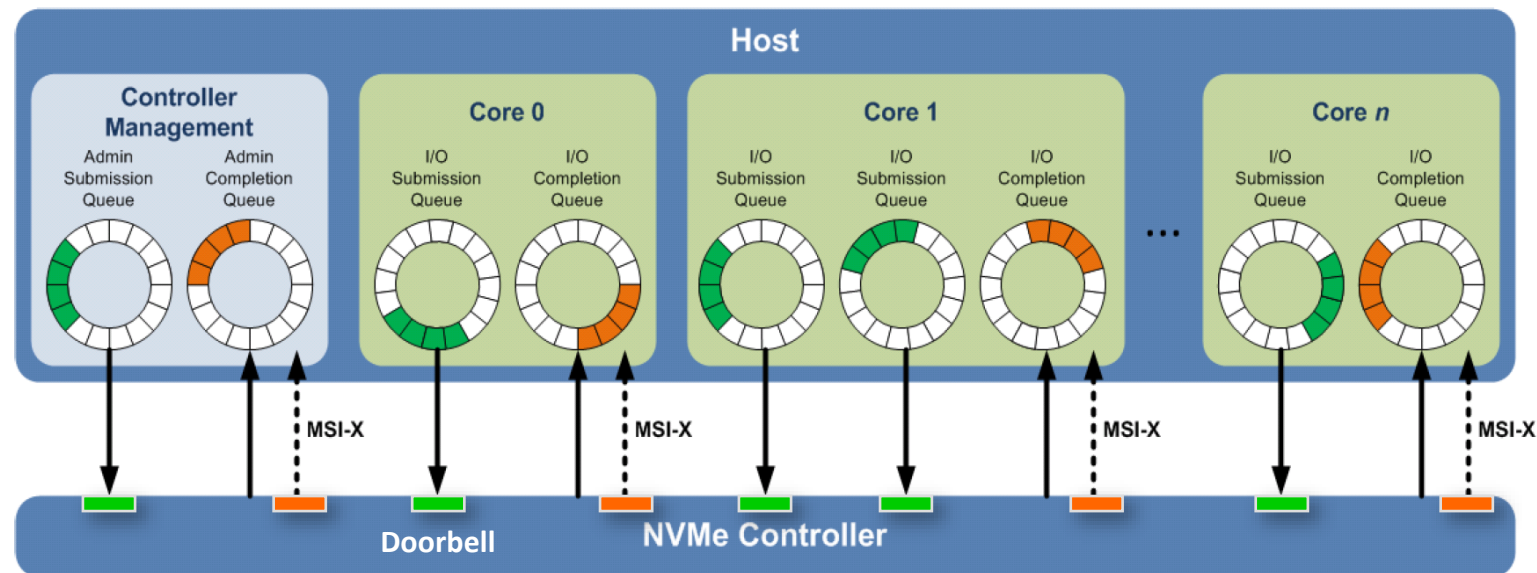 Host
Controller
Management
Admin
Submission
Queue
Admin
Completion
Queue
Core 0
I/O
Submission
Queue
I/O
Completion
Queue
Core 1
I/O
Submission
Queue
I/O
Submission
Queue
I/O
Completion
Queue
...
Core n
I/O
Submission
Queue
I/O
Completion
Queue
MSI-X
MSI-X
MSI-X
MSI-X
Doorbell
NVMe Controller